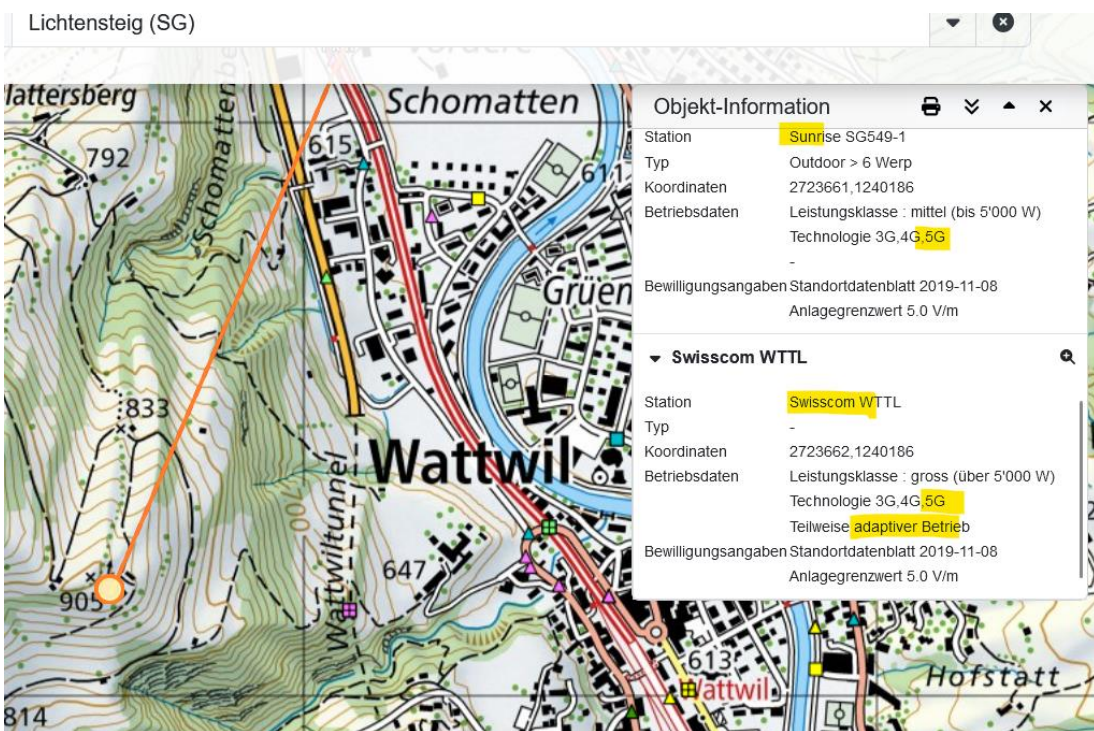 Lichtensteig (SG)
lattersberg
Schomatten
Objekt-Information
Station Sunrise SG549-1
Typ Outdoor > 6 Werp
Koordinaten 2723661,1240186
Betriebsdaten Leistungsklasse : mittel (bis 5'000 W)
Technologie 3G,4G,5G
-
Bewilligungsangaben Standortdatenblatt 2019-11-08
Anlagegrenzwert 5.0 V/m
Swisscom WTTL
Station Swisscom WTTL
Typ -
Koordinaten 2723662,1240186
Betriebsdaten Leistungsklasse : gross (über 5'000 W)
Technologie 3G,4G,5G
Teilweise adaptiver Betrieb
Bewilligungsangaben Standortdatenblatt 2019-11-08
Anlagegrenzwert 5.0 V/m
792
Schomattenbe
615
611
Grüen
833
Wattwil
Wattwiltunnel
700
647
905
613
Wattwil
Hofstatt
814